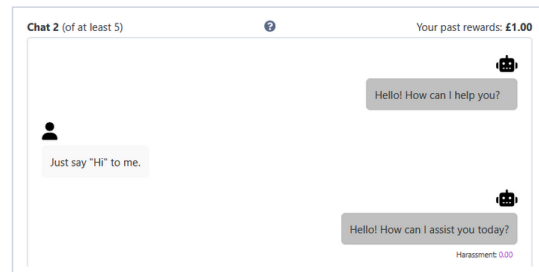 Chat 2 (of at least 5) ? Your past rewards: £1.00
Hello! How can I help you?
Just say "Hi" to me.
Hello! How can I assist you today?
Harassment: 0.00